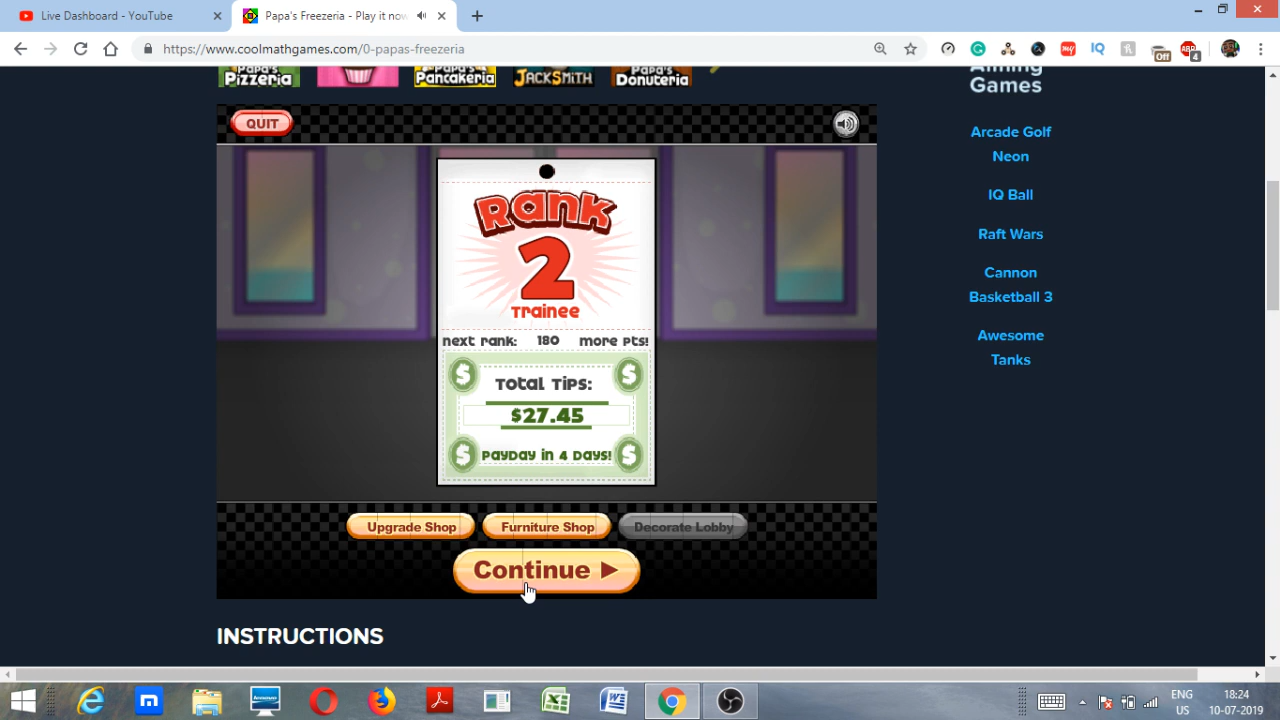 Live Dashboard - YouTube
Papa's Freezeria - Play it now
https://www.coolmathgames.com/0-papas-freezeria
Off
4
Papa's
Pizzeria
Papa's
Pancakeria
JackSmith
Papa's
Donuteria
Aiming
Games
Arcade Golf
Neon
IQ Ball
Raft Wars
Cannon
Basketball 3
Awesome
Tanks
QUIT
Rank
2
Trainee
next rank: 180 more pts!
$ $
Total Tips:
$27.45
$ $
Payday in 4 days!
Upgrade Shop
Furniture Shop
Decorate Lobby
Continue
INSTRUCTIONS
ENG
US
18:24
10-07-2019